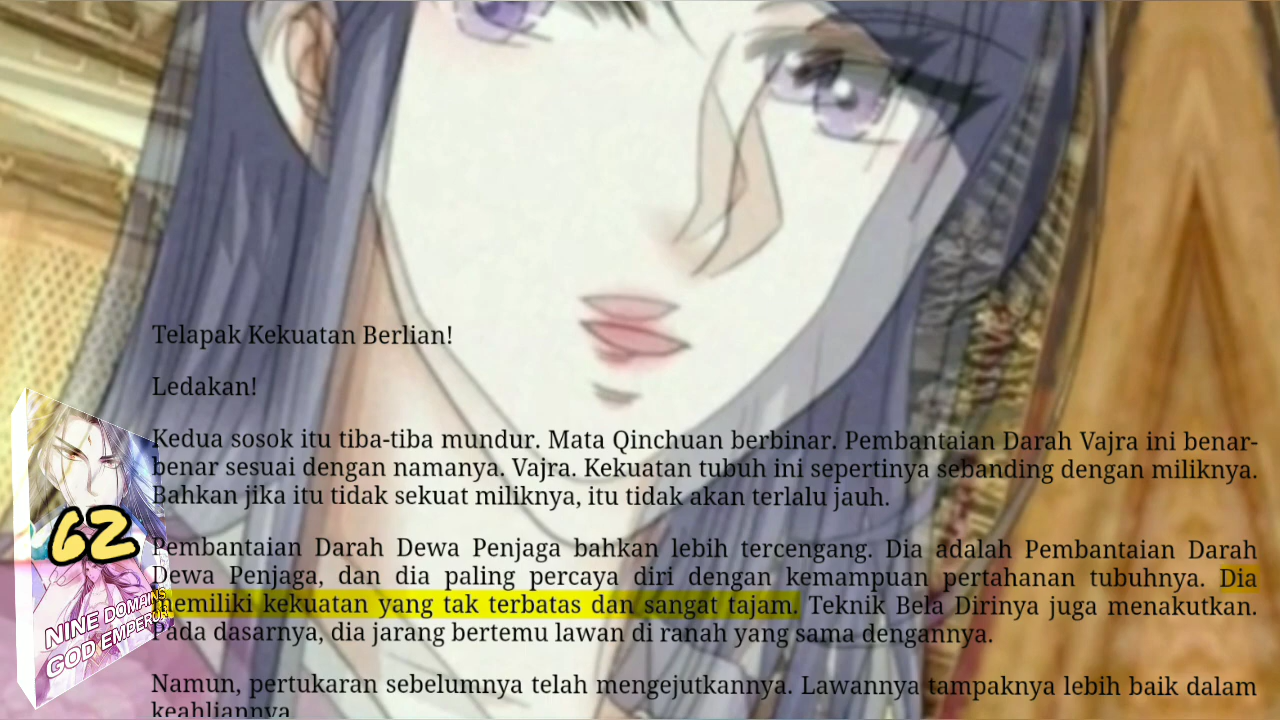 Telapak Kekuatan Berlian!
Ledakan!
Kedua sosok itu tiba-tiba mundur. Mata Qinchuan berbinar. Pembantaian Darah Vajra ini benar-
benar sesuai dengan namanya. Vajra. Kekuatan tubuh ini sepertinya sebanding dengan miliknya.
Bahkan jika itu tidak sekuat miliknya, itu tidak akan terlalu jauh.
Pembantaian Darah Dewa Penjaga bahkan lebih tercengang. Dia adalah Pembantaian Darah
Dewa Penjaga, dan dia paling percaya diri dengan kemampuan pertahanan tubuhnya. Dia
memiliki kekuatan yang tak terbatas dan sangat tajam. Teknik Bela Dirinya juga menakutkan.
Pada dasarnya, dia jarang bertemu lawan di ranah yang sama dengannya.
Namun, pertukaran sebelumnya telah mengejutkannya. Lawannya tampaknya lebih baik dalam
keahliannya
62
NINE DOMAINS
GOD EMPEROR